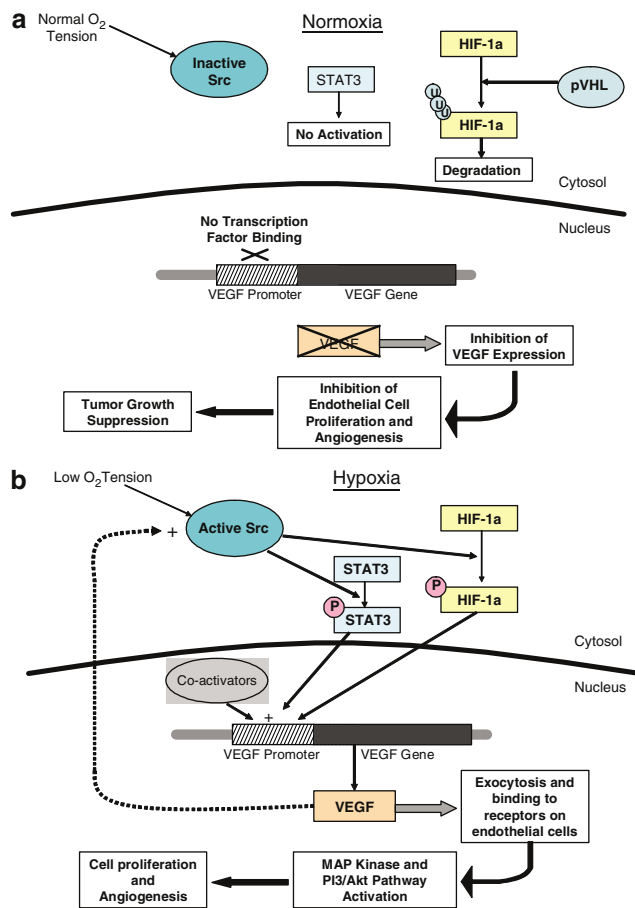 a
Normal O2
Tension
Normoxia
Inactive
Src
STAT3
No Activation
HIF-1a
pVHL
U
U
U
HIF-1a
Degradation
Cytosol
Nucleus
No Transcription
Factor Binding
VEGF Promoter
VEGF Gene
VEGF
Inhibition of
VEGF Expression
Inhibition of
Endothelial Cell
Proliferation and
Angiogenesis
Tumor Growth
Suppression
b
Low O2Tension
Hypoxia
+
Active Src
HIF-1a
STAT3
P
STAT3
P
HIF-1a
Cytosol
Nucleus
Co-activators
+
VEGF Promoter
VEGF Gene
VEGF
Exocytosis and
binding to
receptors on
endothelial cells
MAP Kinase and
PI3/Akt Pathway
Activation
Cell proliferation
and
Angiogenesis